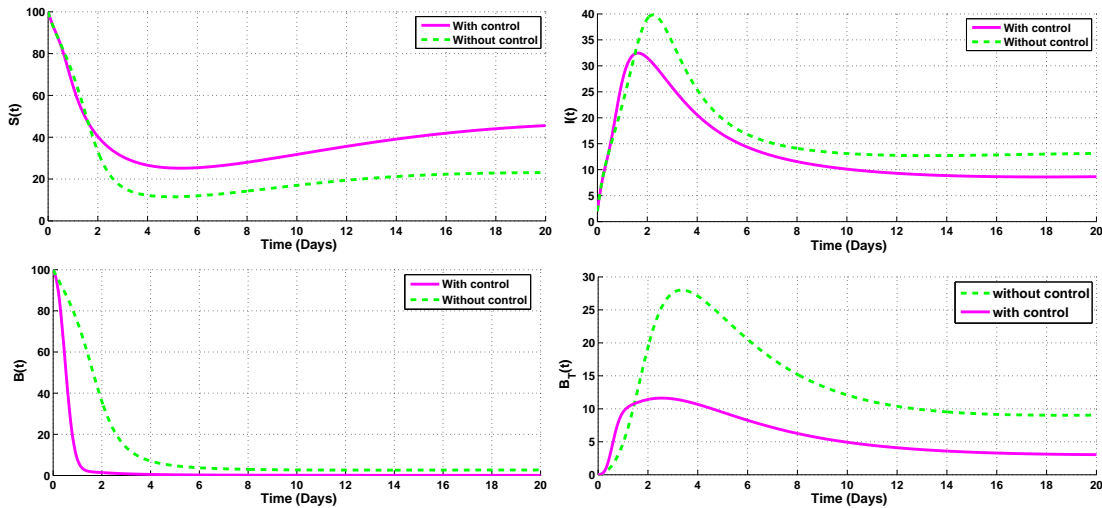 100
80
60
40
20
0
S(t)
0 2 4 6 8 10 12 14 16 18 20
Time (Days)
With control
Without control
40
35
30
25
20
15
10
5
0
I(t)
0 2 4 6 8 10 12 14 16 18 20
Time (Days)
With control
Without control
100
80
60
40
20
0
B(t)
0 2 4 6 8 10 12 14 16 18 20
Time (Days)
With control
Without control
30
25
20
15
10
5
0
B_T(t)
0 2 4 6 8 10 12 14 16 18 20
Time (Days)
without control
with control